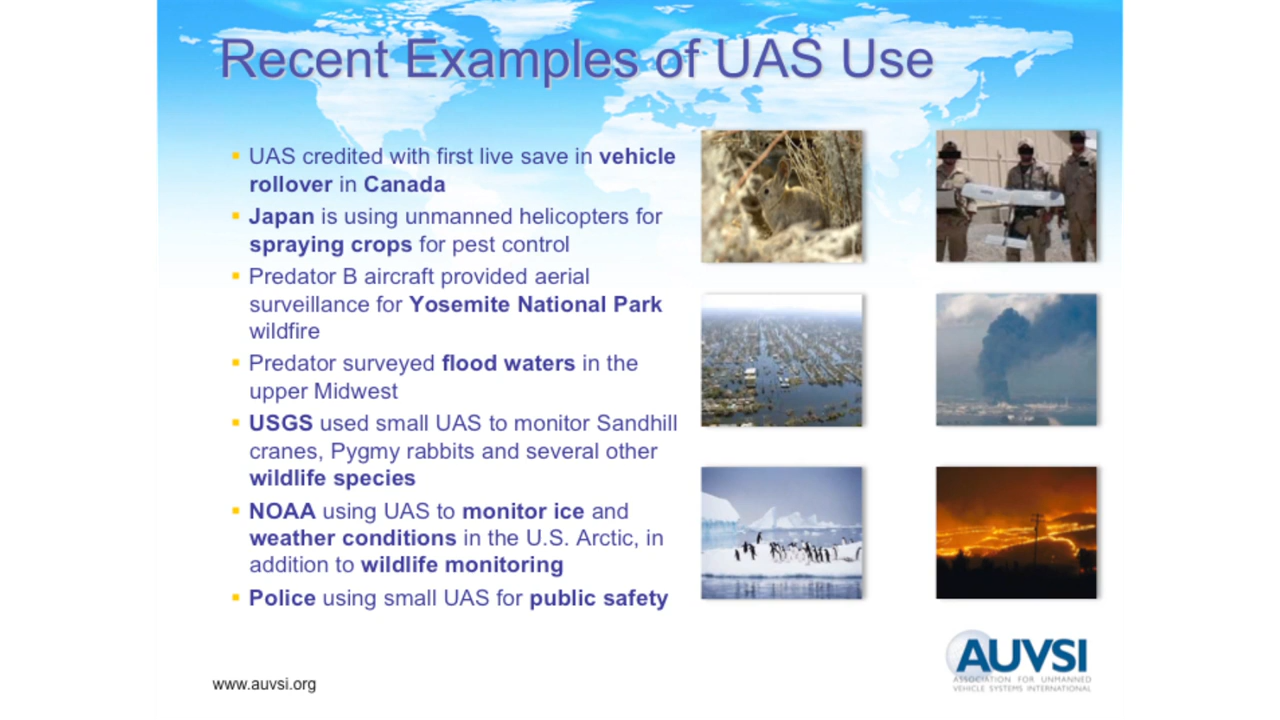 Recent Examples of UAS Use
▪ UAS credited with first live save in vehicle
rollover in Canada
▪ Japan is using unmanned helicopters for
spraying crops for pest control
▪ Predator B aircraft provided aerial
surveillance for Yosemite National Park
wildfire
▪ Predator surveyed flood waters in the
upper Midwest
▪ USGS used small UAS to monitor Sandhill
cranes, Pygmy rabbits and several other
wildlife species
▪ NOAA using UAS to monitor ice and
weather conditions in the U.S. Arctic, in
addition to wildlife monitoring
▪ Police using small UAS for public safety
AUVSI
ASSOCIATION FOR UNMANNED
VEHICLE SYSTEMS INTERNATIONAL
www.auvsi.org